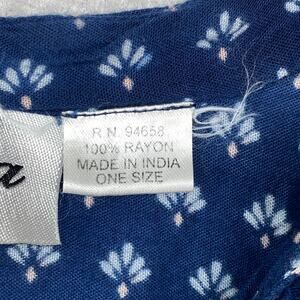 R.N. 94658
100% RAYON
MADE IN INDIA
ONE SIZE
a